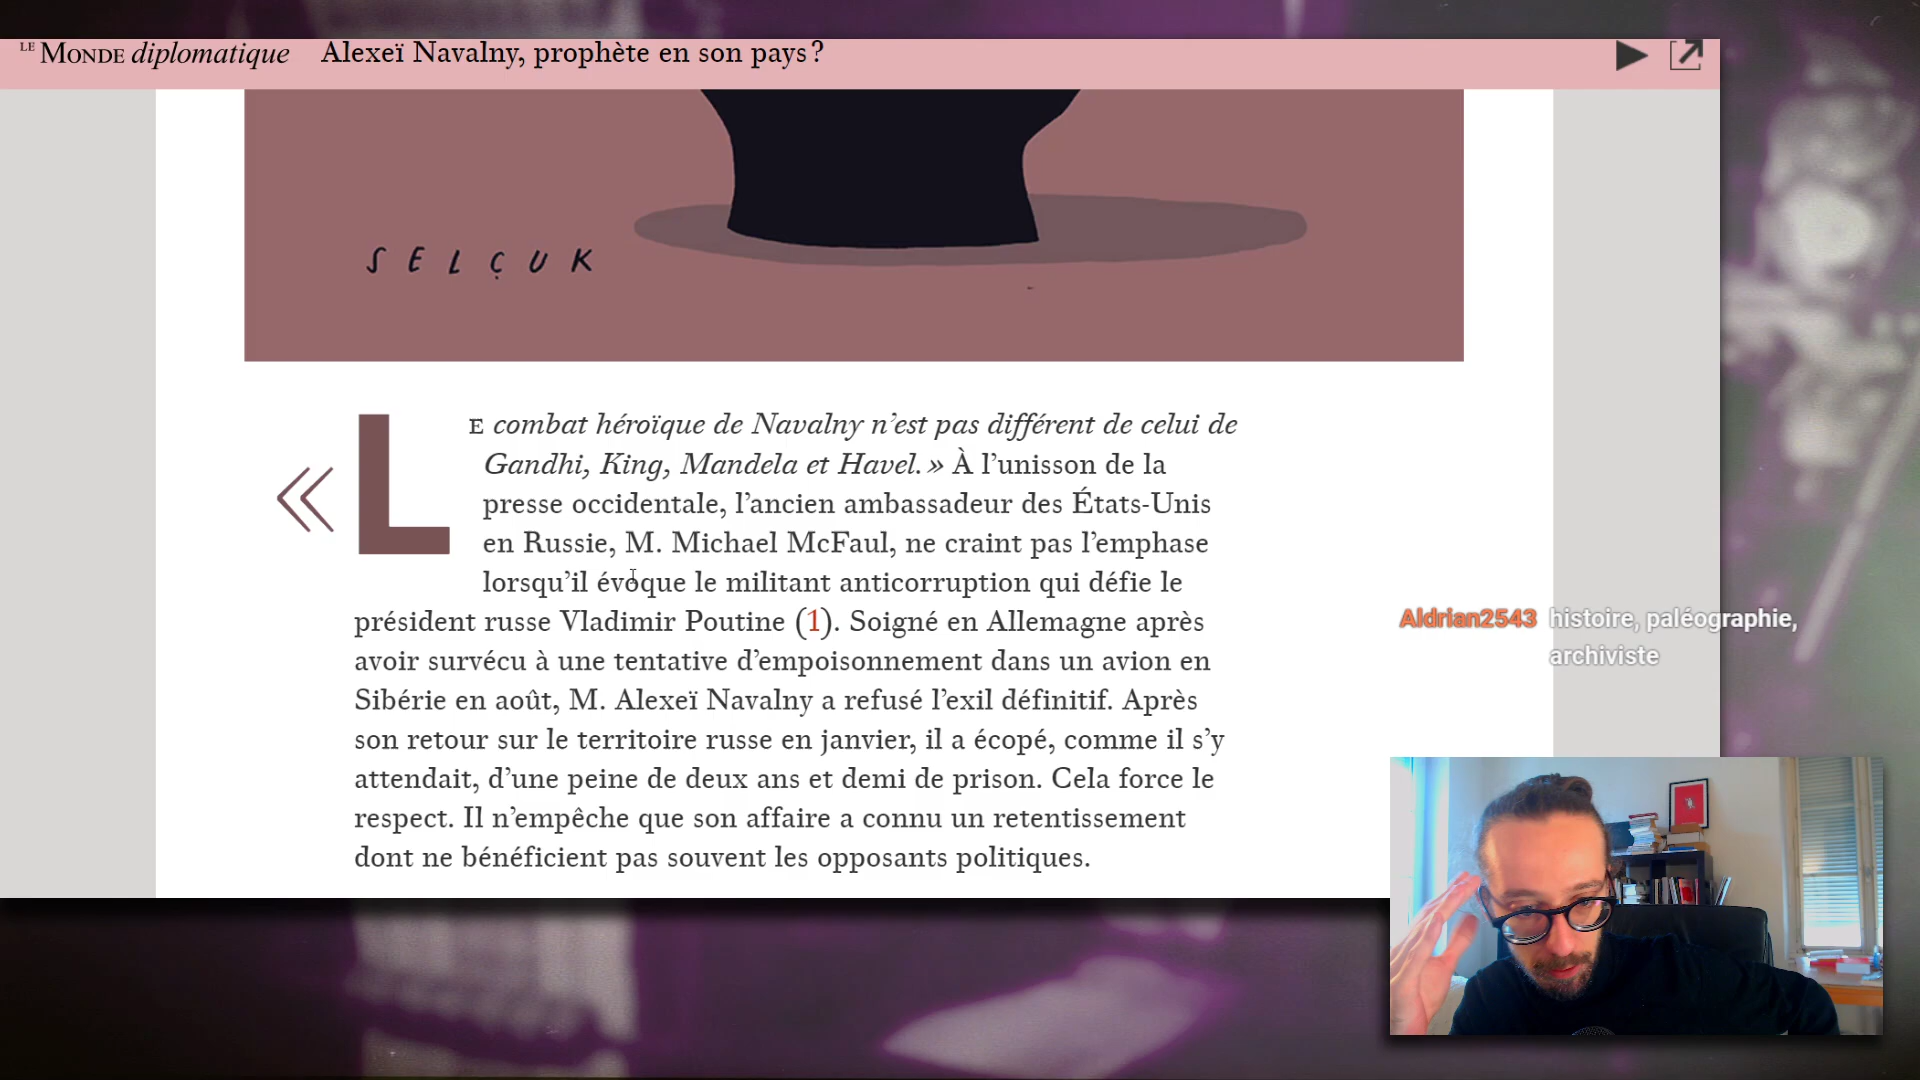 LE MONDE diplomatique Alexeï Navalny, prophète en son pays ?
SELÇUK
« LE combat héroïque de Navalny n’est pas différent de celui de
Gandhi, King, Mandela et Havel. » À l’unisson de la
presse occidentale, l’ancien ambassadeur des États-Unis
en Russie, M. Michael McFaul, ne craint pas l’emphase
lorsqu’il évoque le militant anticorruption qui défie le
président russe Vladimir Poutine (1). Soigné en Allemagne après
avoir survécu à une tentative d’empoisonnement dans un avion en
Sibérie en août, M. Alexeï Navalny a refusé l’exil définitif. Après
son retour sur le territoire russe en janvier, il a écopé, comme il s’y
attendait, d’une peine de deux ans et demi de prison. Cela force le
respect. Il n’empêche que son affaire a connu un retentissement
dont ne bénéficient pas souvent les opposants politiques.
Aldrian2543 histoire, paléographie,
archiviste